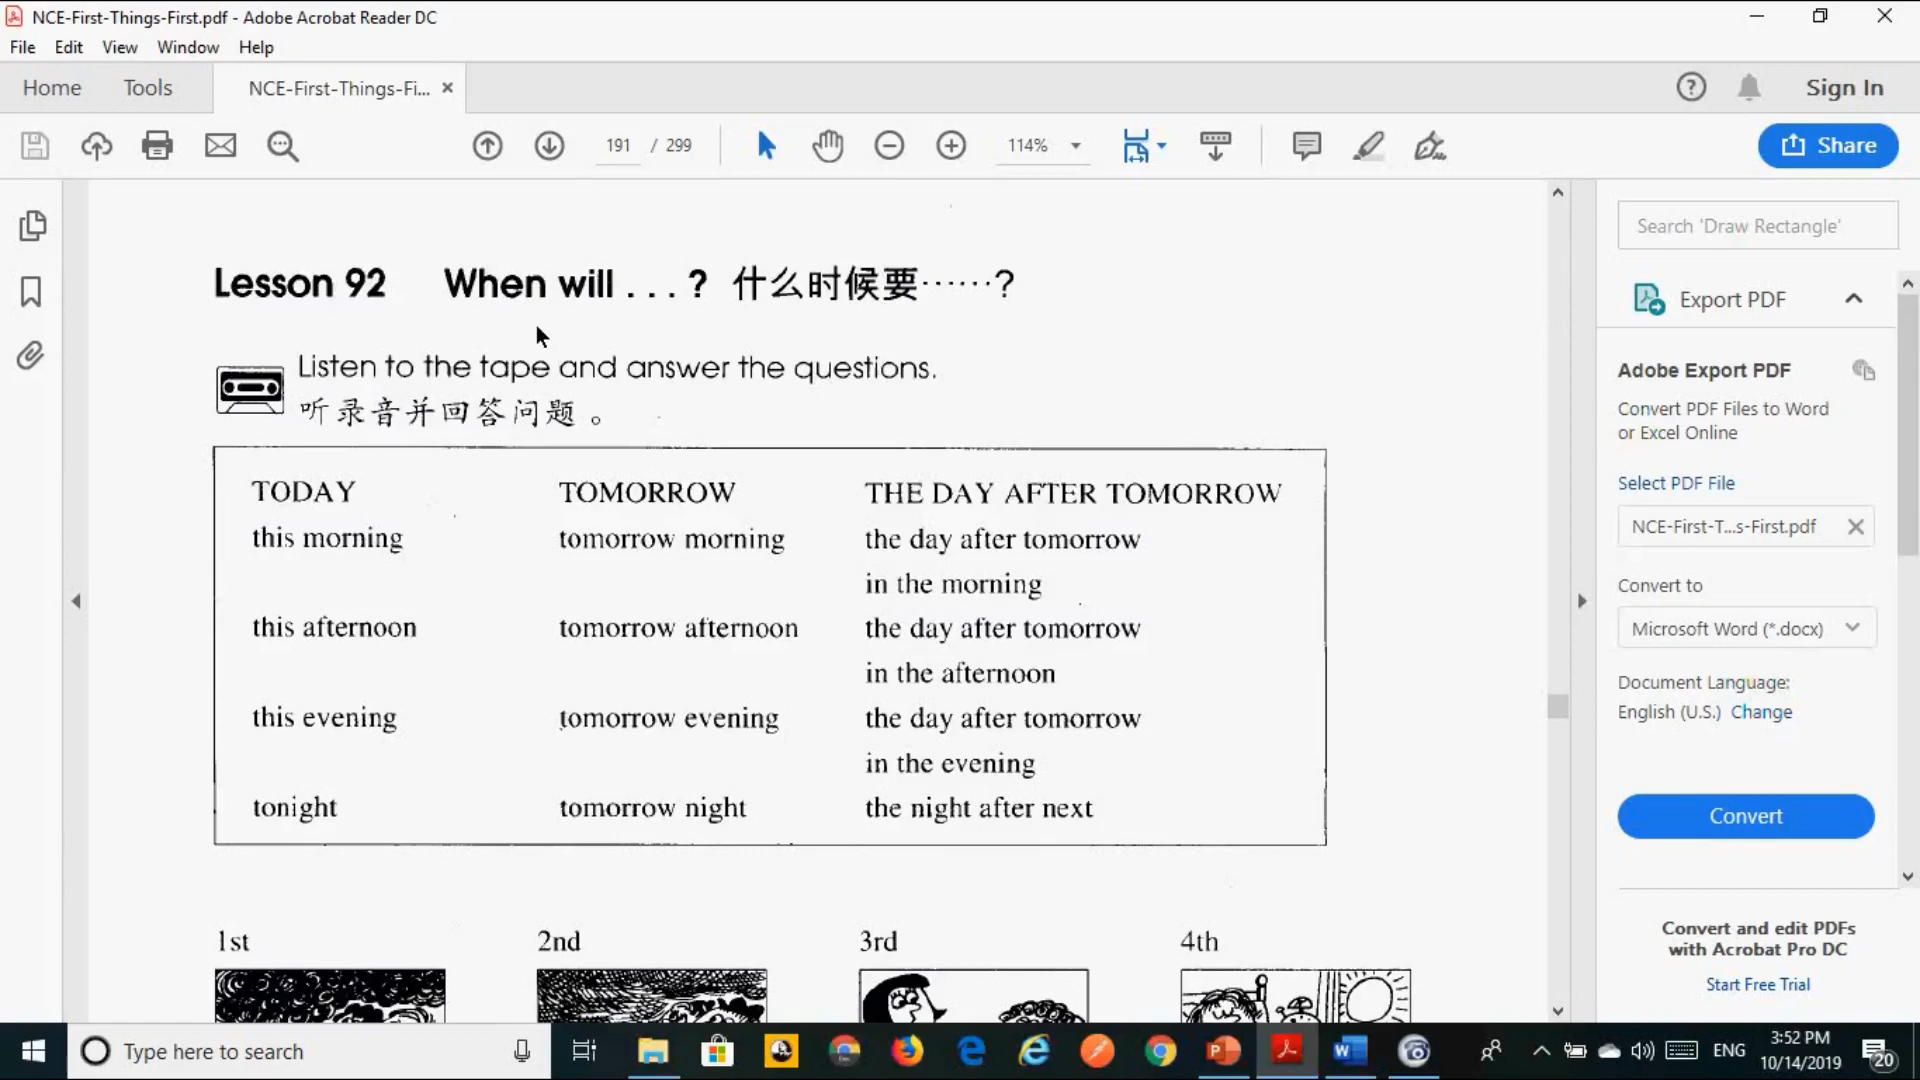 NCE-First-Things-First.pdf - Adobe Acrobat Reader DC
File Edit View Window Help
Home Tools NCE-First-Things-Fi... Sign In
191 / 299 114% Share
Search 'Draw Rectangle'
Lesson 92 When will . . . ? 什么时候要……?
Export PDF
Listen to the tape and answer the questions.
听录音并回答问题。
Adobe Export PDF
Convert PDF Files to Word
or Excel Online
Select PDF File
NCE-First-T...s-First.pdf
Convert to
Microsoft Word (*.docx)
Document Language:
English (U.S.) Change
Convert
Convert and edit PDFs
with Acrobat Pro DC
Start Free Trial
TODAY TOMORROW THE DAY AFTER TOMORROW
this morning tomorrow morning the day after tomorrow
in the morning
this afternoon tomorrow afternoon the day after tomorrow
in the afternoon
this evening tomorrow evening the day after tomorrow
in the evening
tonight tomorrow night the night after next
1st 2nd 3rd 4th
Type here to search
ENG
3:52 PM
10/14/2019
20